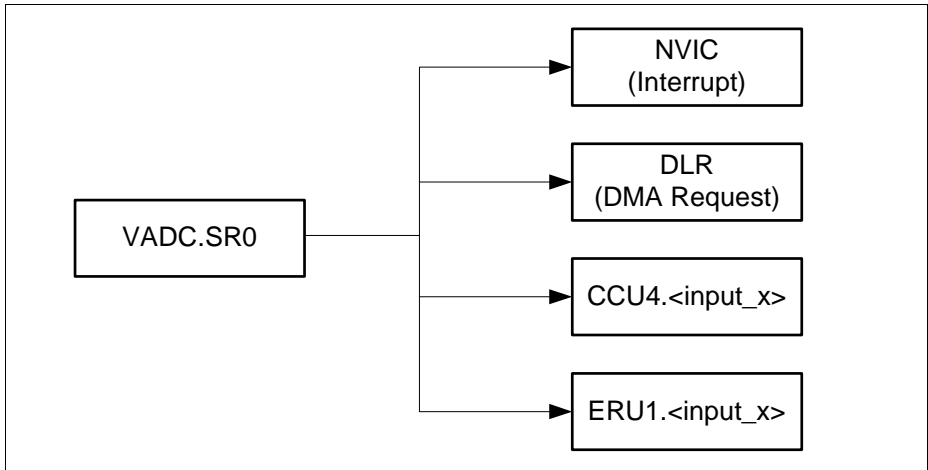 NVIC
(Interrupt)
DLR
(DMA Request)
VADC.SR0
CCU4.<input_x>
ERU1.<input_x>